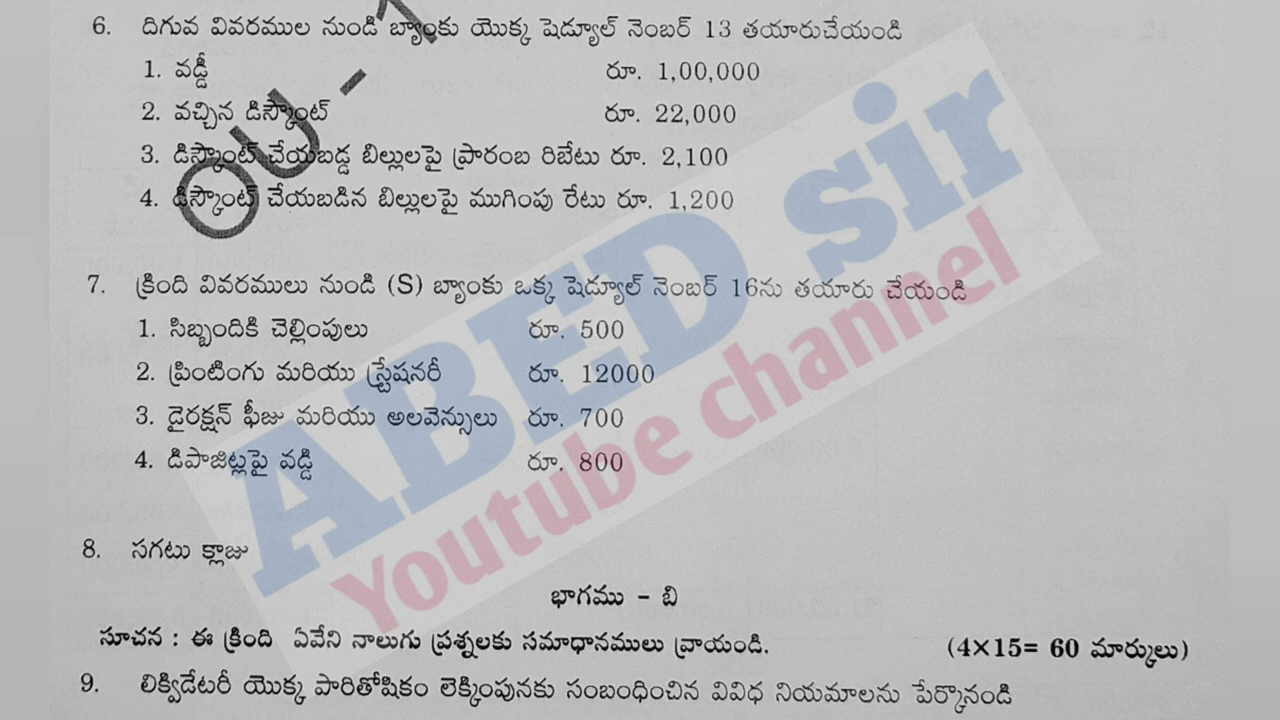 6. దిగువ వివరముల నుండి బ్యాంకు యొక్క షెడ్యూల్ నెంబర్ 13 తయారుచేయండి
1. వడ్డీ రూ. 1,00,000
2. వచ్చిన డిస్కౌంట్ రూ. 22,000
3. డిస్కౌంట్ చేయబడ్డ బిల్లులపై ప్రారంబ రిబేటు రూ. 2,100
4. డిస్కౌంట్ చేయబడిన బిల్లులపై ముగింపు రేటు రూ. 1,200
7. క్రింది వివరములు నుండి (S) బ్యాంకు ఒక్క షెడ్యూల్ నెంబర్ 16ను తయారు చేయండి
1. సిబ్బందికి చెల్లింపులు రూ. 500
2. ప్రింటింగు మరియు స్టేషనరీ రూ. 12000
3. డైరక్షన్ ఫీజు మరియు అలవెన్సులు రూ. 700
4. డిపాజిట్లపై వడ్డి రూ. 800
8. సగటు క్లాజు
భాగము - బి
సూచన : ఈ క్రింది ఏవేని నాలుగు ప్రశ్నలకు సమాధానములు వ్రాయండి. (4×15= 60 మార్కులు)
9. లిక్విడేటరీ యొక్క పారితోషికం లెక్కింపునకు సంబంధించిన వివిధ నియమాలను పేర్కొనండి
OU - 1
ABED sir
Youtube channel